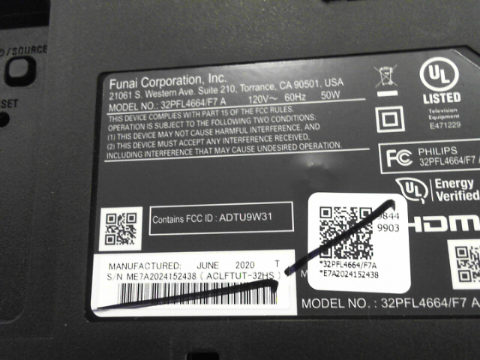 /SOURCE
SET
Funai Corporation, Inc.
21061 S. Western Ave. Suite 210, Torrance, CA 90501, USA
MODEL NO.: 32PFL4664/F7 A 120V~ 60Hz 50W
THIS DEVICE COMPLIES WITH PART 15 OF THE FCC RULES.
OPERATION IS SUBJECT TO THE FOLLOWING TWO CONDITIONS:
(1) THIS DEVICE MAY NOT CAUSE HARMFUL INTERFERENCE, AND
(2) THIS DEVICE MUST ACCEPT ANY INTERFERENCE RECEIVED,
INCLUDING INTERFERENCE THAT MAY CAUSE UNDESIRED OPERATION.
UL
LISTED
Television
Equipment
E471229
FC
PHILIPS
32PFL4664/F7 A
UL
Energy
Verified
HDMI
Contains FCC ID : ADTU9W31
9844
9903
*32PFL4664/F7A
*E7A2024152438
MANUFACTURED: JUNE 2020 T
S/N ME7A2024152438 ( ACLFTUT-32HS )
MODEL NO. : 32PFL4664/F7 A